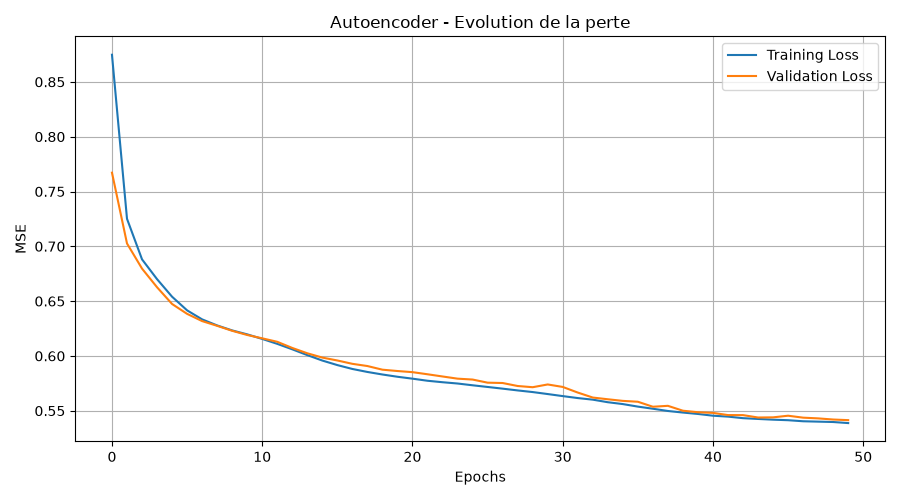 Autoencoder - Evolution de la perte
Training Loss
Validation Loss
0.85
0.80
0.75
0.70
0.65
0.60
0.55
MSE
0 10 20 30 40 50
Epochs